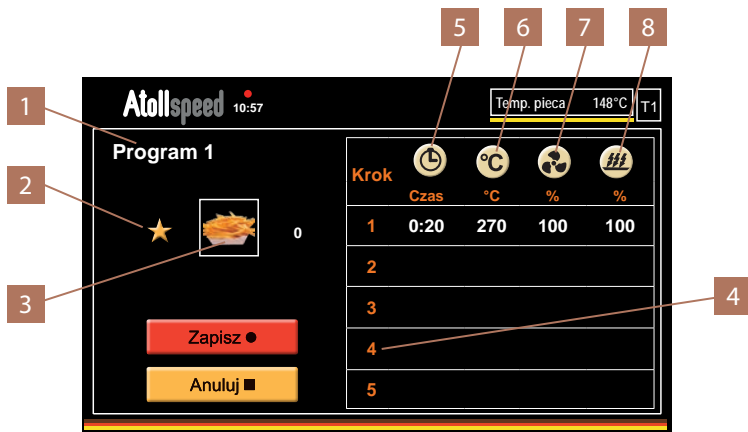 5 6 7 8
1
Atollspeed 10:57
Temp. pieca 148°C T1
Program 1
2
3
Krok
Czas °C % %
°C
0
1 0:20 270 100 100
2
3
4
5
4
Zapisz
Anuluj